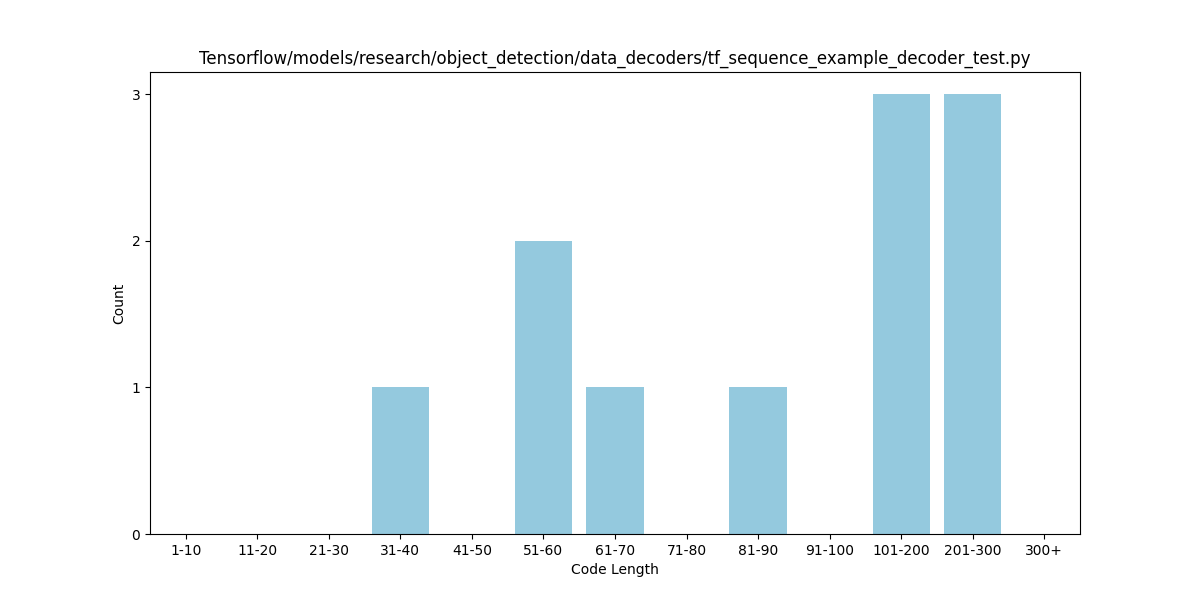 Tensorflow/models/research/object_detection/data_decoders/tf_sequence_example_decoder_test.py
3
2
1
0
Count
1-10 11-20 21-30 31-40 41-50 51-60 61-70 71-80 81-90 91-100 101-200 201-300 300+
Code Length